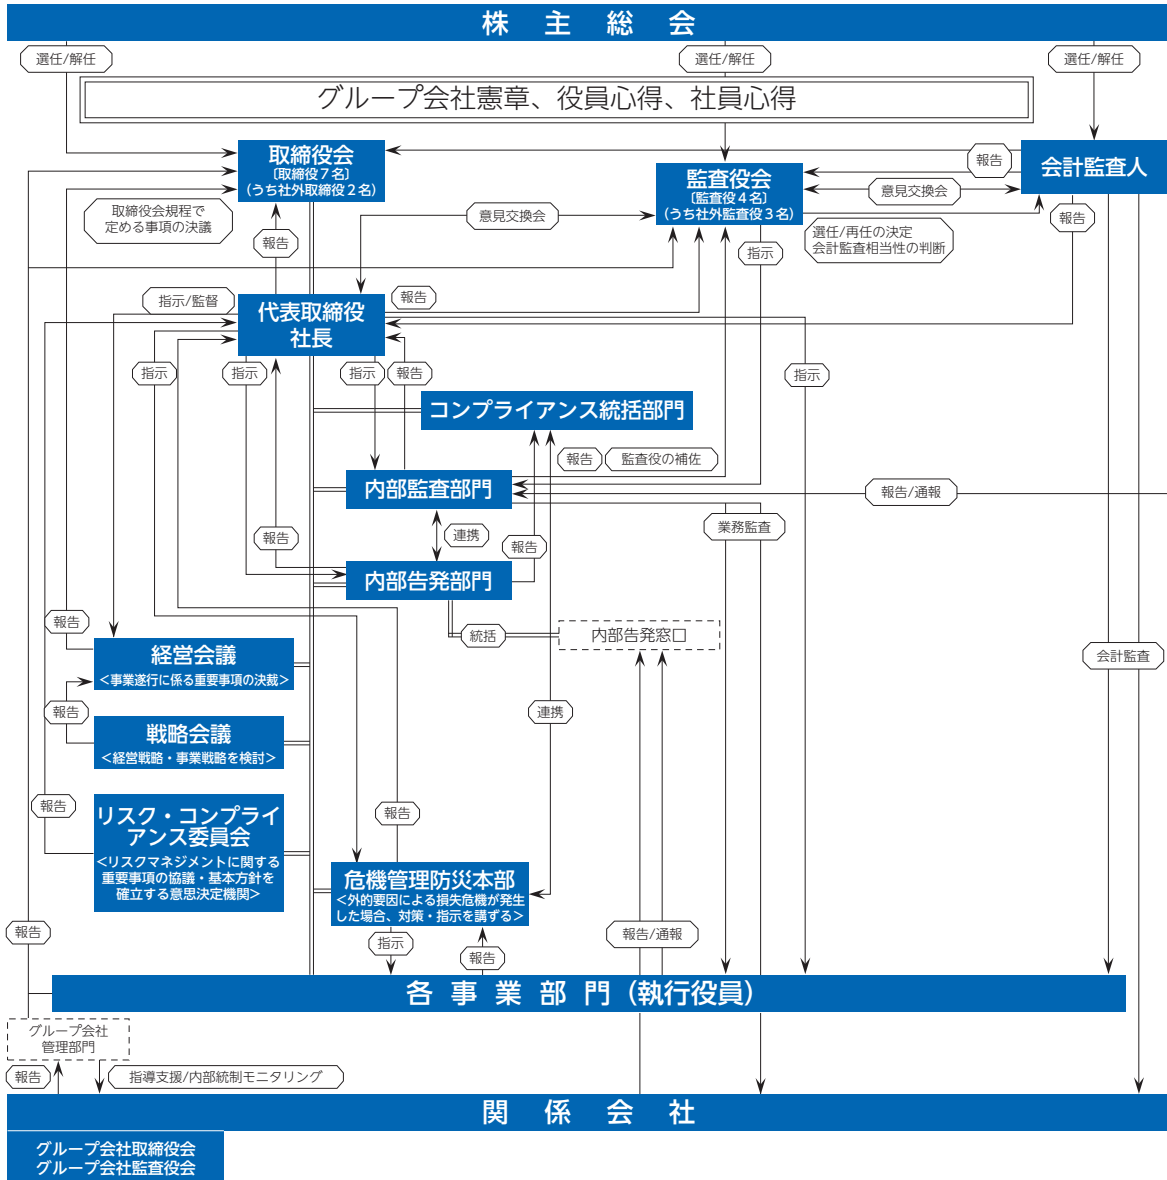 株主総会
選任/解任
選任/解任
選任/解任
グループ会社憲章、役員心得、社員心得
取締役会
〔取締役7名〕
(うち社外取締役2名)
監査役会
〔監査役4名〕
(うち社外監査役3名)
会計監査人
報告
意見交換会
取締役会規程で
定める事項の決議
報告
意見交換会
報告
選任/再任の決定
会計監査相当性の判断
指示
指示/監督
代表取締役
社長
報告
指示
指示
指示
報告
指示
コンプライアンス統括部門
報告
監査役の補佐
内部監査部門
報告/通報
業務監査
連携
報告
報告
内部告発部門
報告
統括
内部告発窓口
経営会議
<事業遂行に係る重要事項の決裁>
会計監査
報告
連携
戦略会議
<経営戦略・事業戦略を検討>
報告
報告
リスク・コンプライ
アンス委員会
<リスクマネジメントに関する
重要事項の協議・基本方針を
確立する意思決定機関>
危機管理防災本部
<外的要因による損失危機が発生
した場合、対策・指示を講ずる>
報告
指示
報告
報告/通報
各事業部門(執行役員)
グループ会社
管理部門
報告
指導支援/内部統制モニタリング
関係会社
グループ会社取締役会
グループ会社監査役会